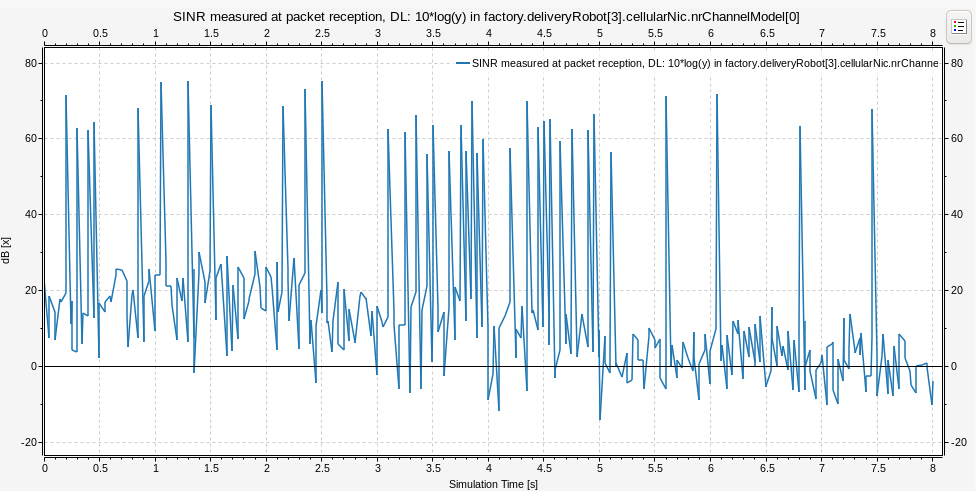 SINR measured at packet reception, DL: 10*log(y) in factory.deliveryRobot[3].cellularNic.nrChannelModel[0]
0 0.5 1 1.5 2 2.5 3 3.5 4 4.5 5 5.5 6 6.5 7 7.5 8
SINR measured at packet reception, DL: 10*log(y) in factory.deliveryRobot[3].cellularNic.nrChanne
80 80
60 60
40 40
20 20
0 0
-20 -20
dB [x]
0 0.5 1 1.5 2 2.5 3 3.5 4 4.5 5 5.5 6 6.5 7 7.5 8
Simulation Time [s]